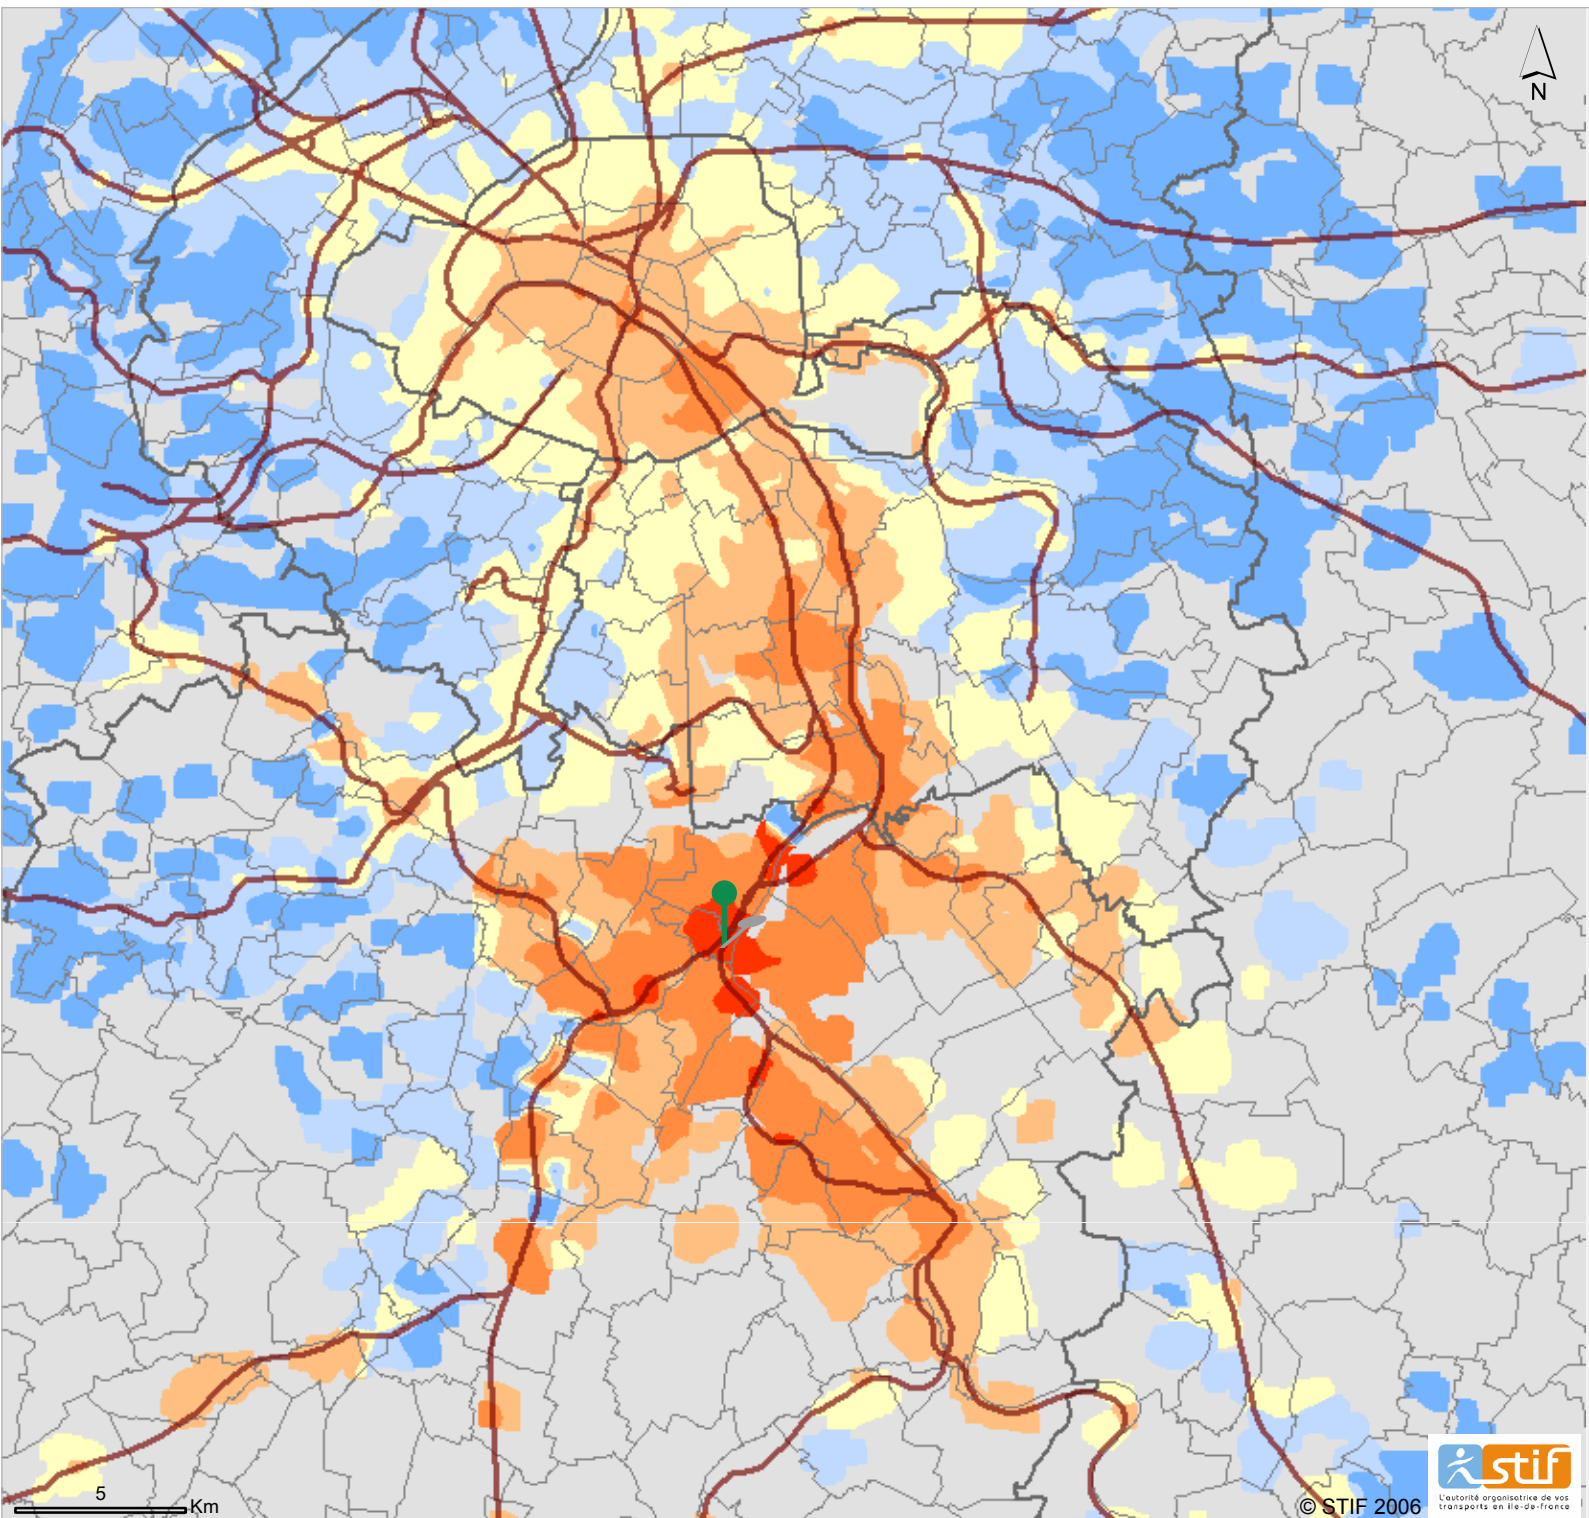 N
5
Km
© STIF 2006
stif
L'autorité organisatrice de vos
transports en île-de-france